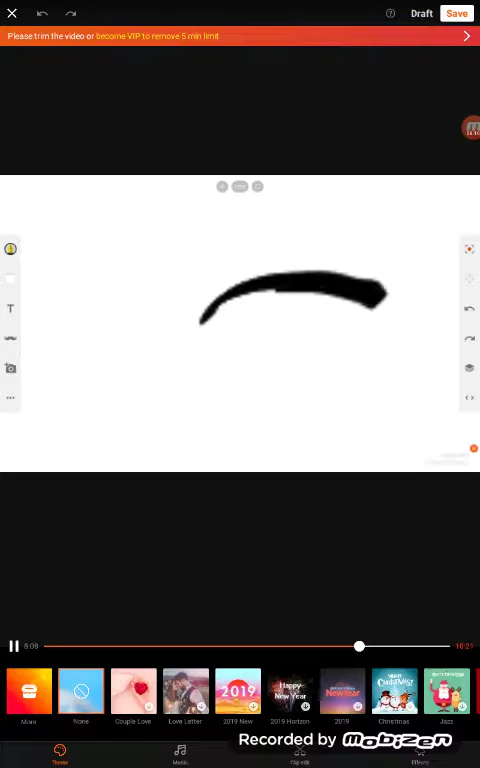 Draft Save
Please trim the video or become VIP to remove 5 min limit
T
8:09 10:21
2019
Happy New Year
New Year
MERRY CHRISTMAS
More None Couple Love Love Letter 2019 New 2019 Horizon 2019 Christmas Jazz
Theme Music Clip edit Effects
Recorded by mobizen